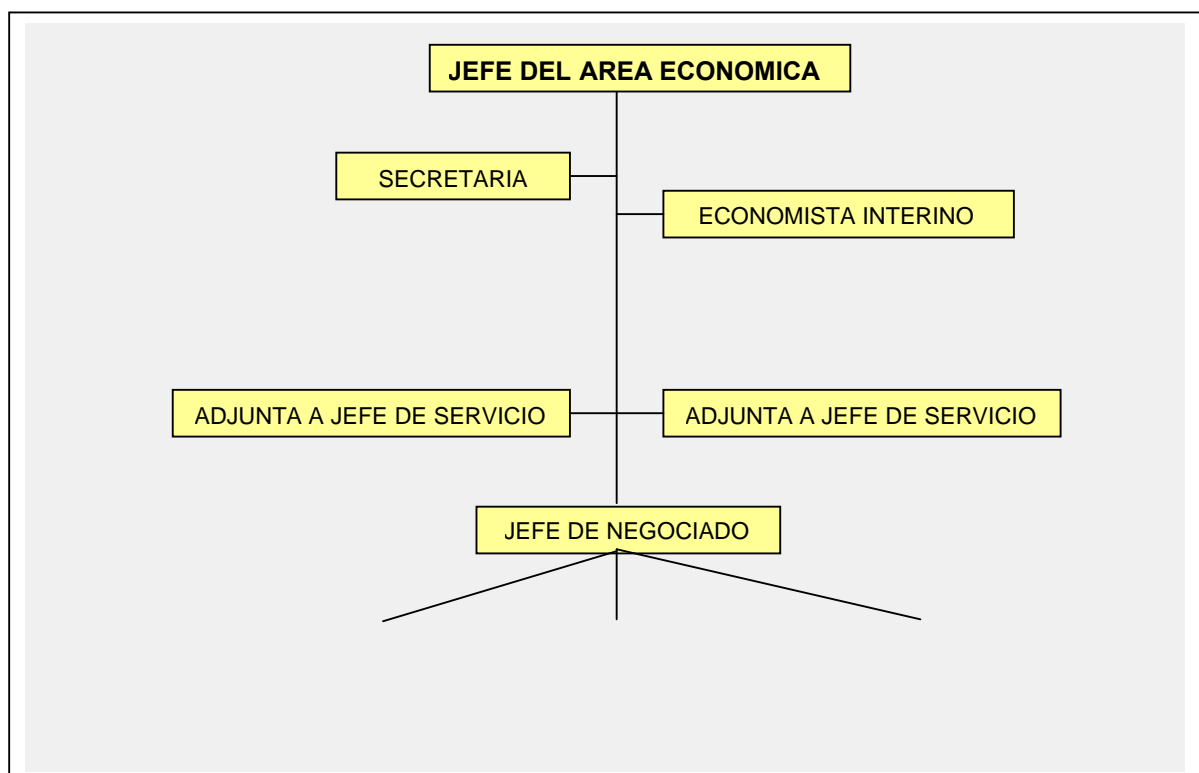 JEFE DEL AREA ECONOMICA
SECRETARIA
ECONOMISTA INTERINO
ADJUNTA A JEFE DE SERVICIO
ADJUNTA A JEFE DE SERVICIO
JEFE DE NEGOCIADO